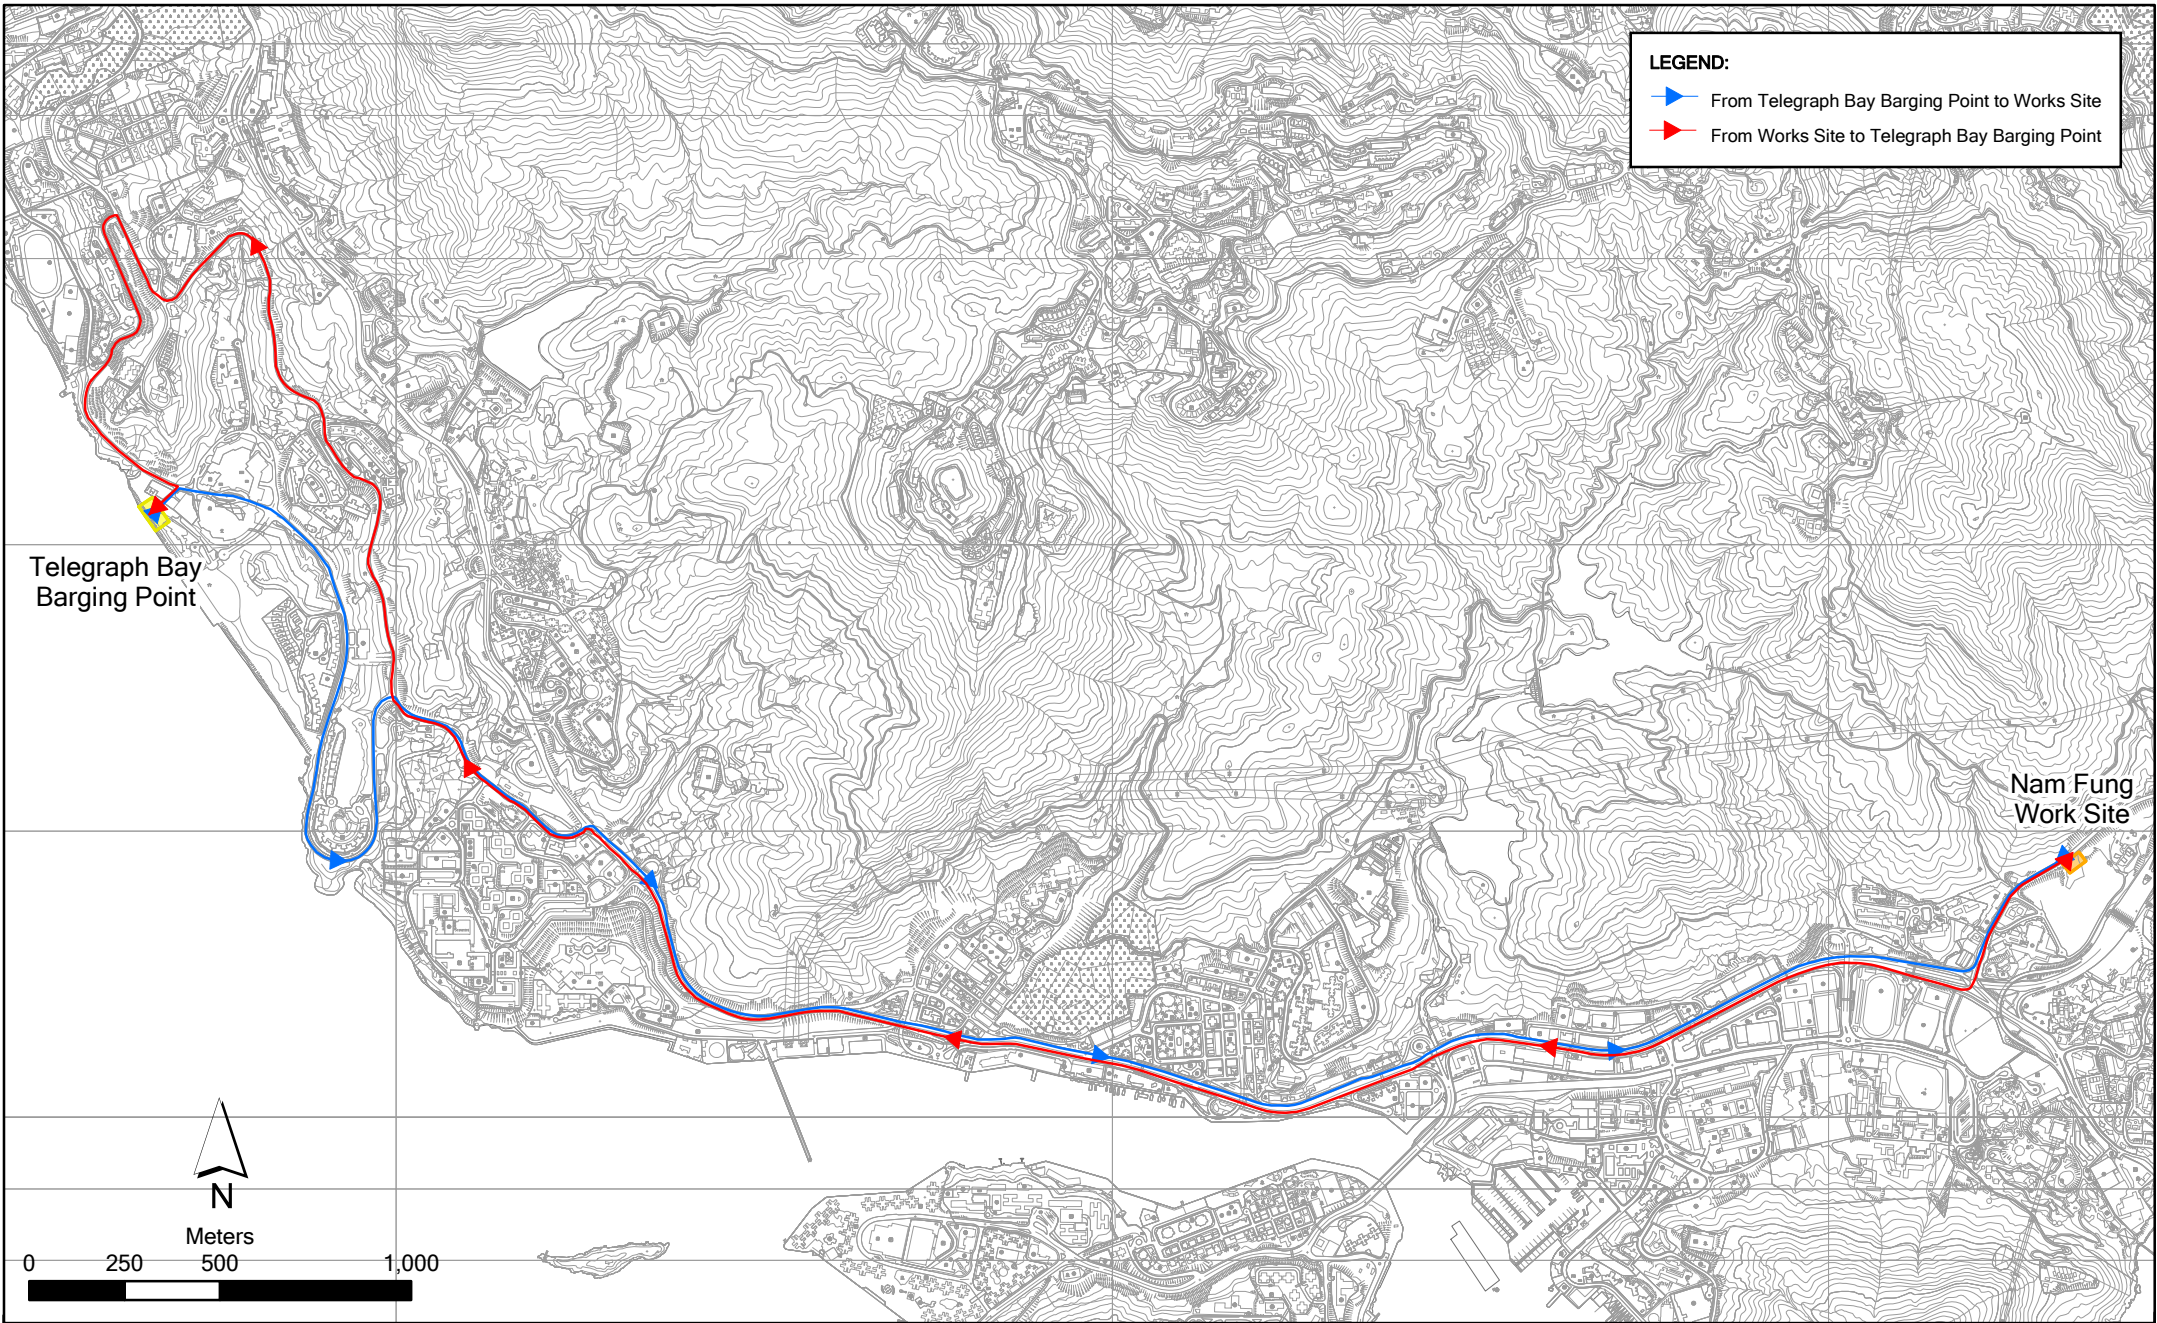 LEGEND:
From Telegraph Bay Barging Point to Works Site
From Works Site to Telegraph Bay Barging Point
Telegraph Bay
Barging Point
Nam Fung
Work Site
N
Meters
0 250 500 1,000